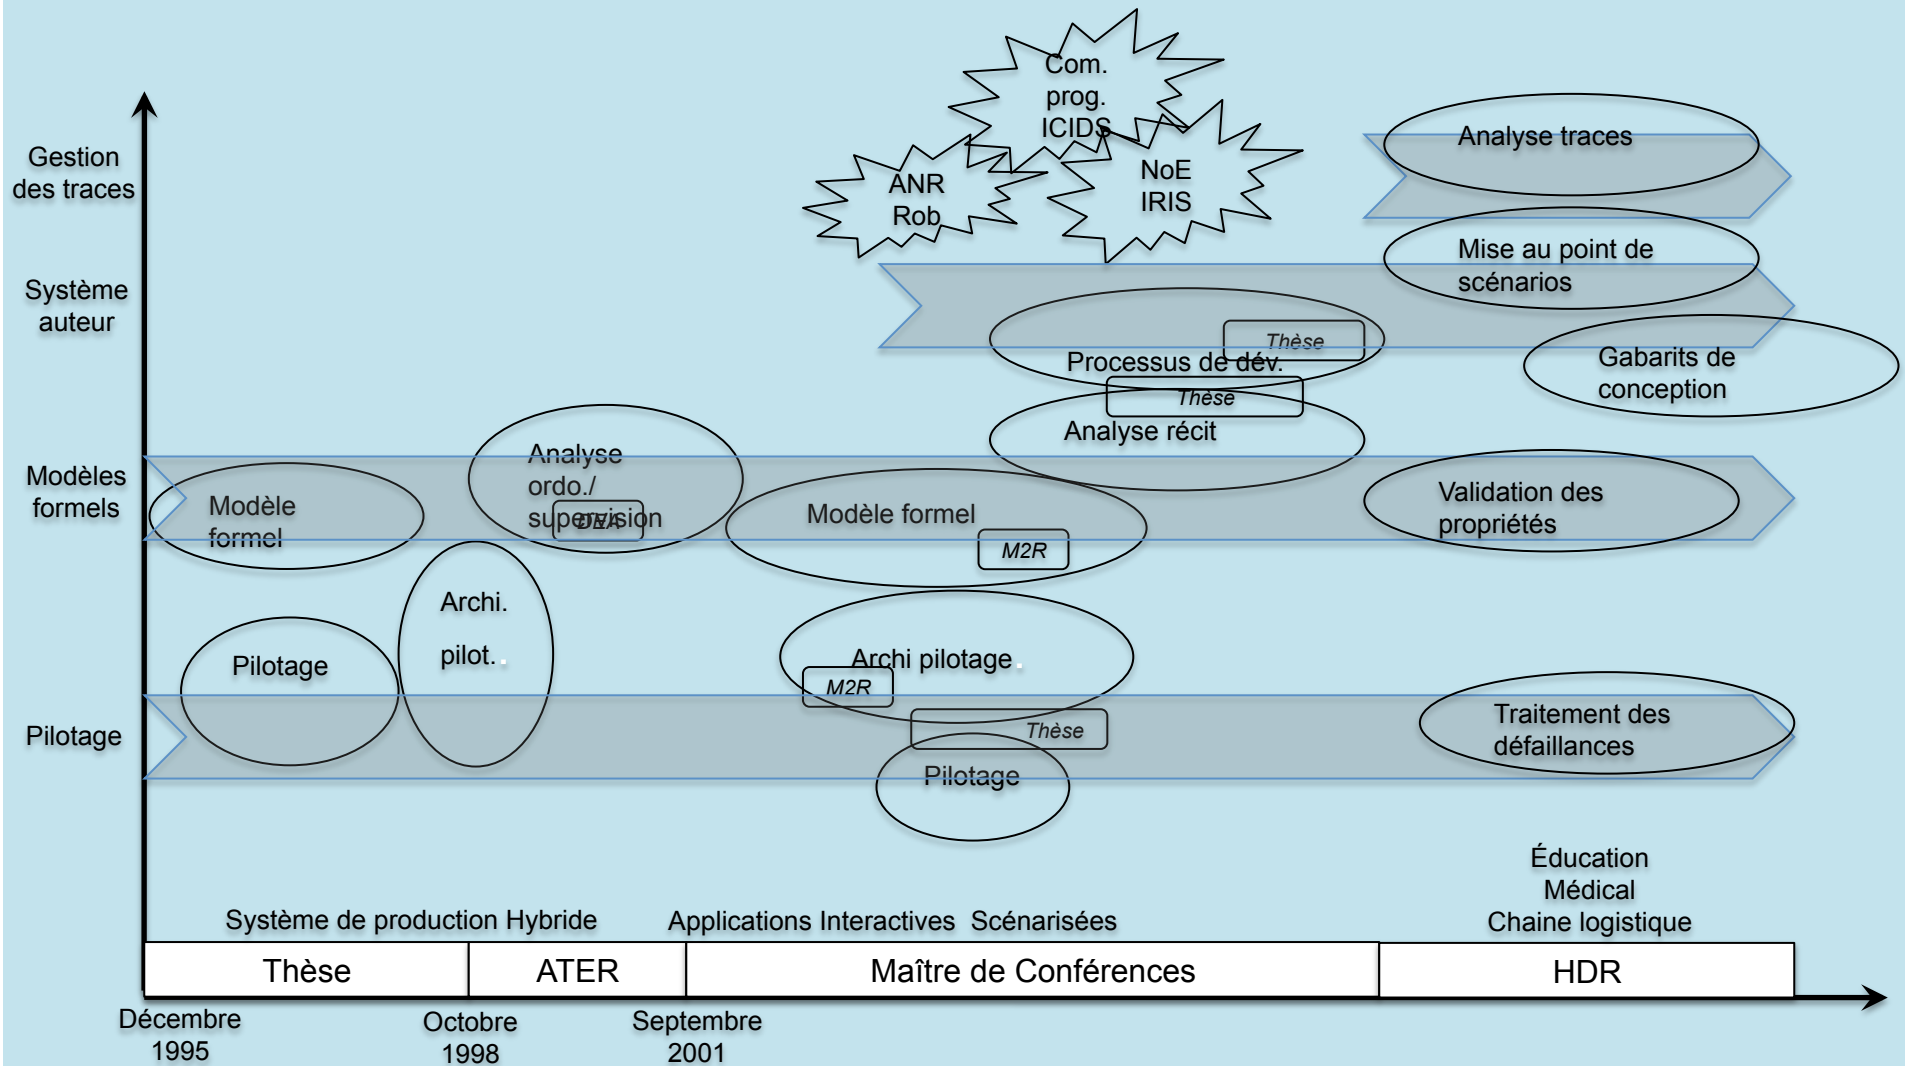 Com.
prog.
ICIDS
ANR
Rob
NoE
IRIS
Gestion
des traces
Analyse traces
Mise au point de
scénarios
Système
auteur
Thèse
Processus de dév.
Gabarits de
conception
Thèse
Analyse récit
Modèles
formels
Modèle
formel
Analyse
ordo./
supervision
DEA
Modèle formel
M2R
Validation des
propriétés
Archi.
pilot. .
Pilotage
Archi pilotage.
M2R
Pilotage
Thèse
Traitement des
défaillances
Pilotage
Éducation
Médical
Chaine logistique
Système de production Hybride
Applications Interactives Scénarisées
Thèse
ATER
Maître de Conférences
HDR
Décembre
1995
Octobre
1998
Septembre
2001